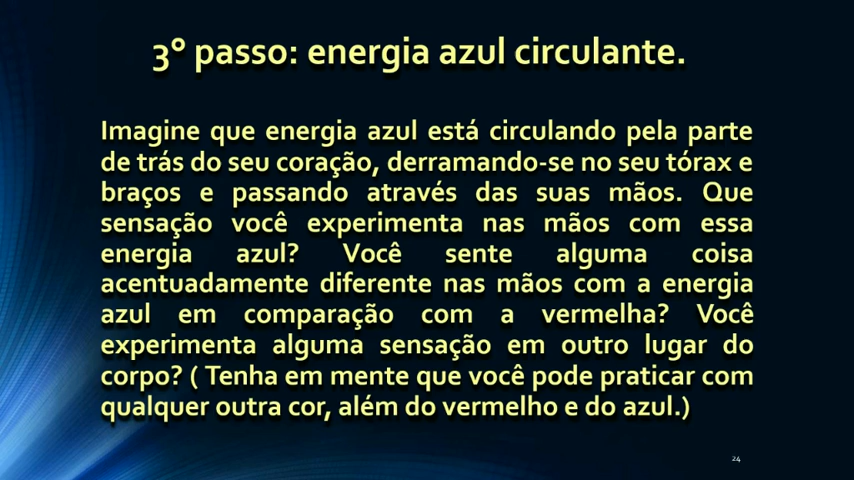 3º passo: energia azul circulante.
Imagine que energia azul está circulando pela parte
de trás do seu coração, derramando-se no seu tórax e
braços e passando através das suas mãos. Que
sensação você experimenta nas mãos com essa
energia azul? Você sente alguma coisa
acentuadamente diferente nas mãos com a energia
azul em comparação com a vermelha? Você
experimenta alguma sensação em outro lugar do
corpo? ( Tenha em mente que você pode praticar com
qualquer outra cor, além do vermelho e do azul.)
24